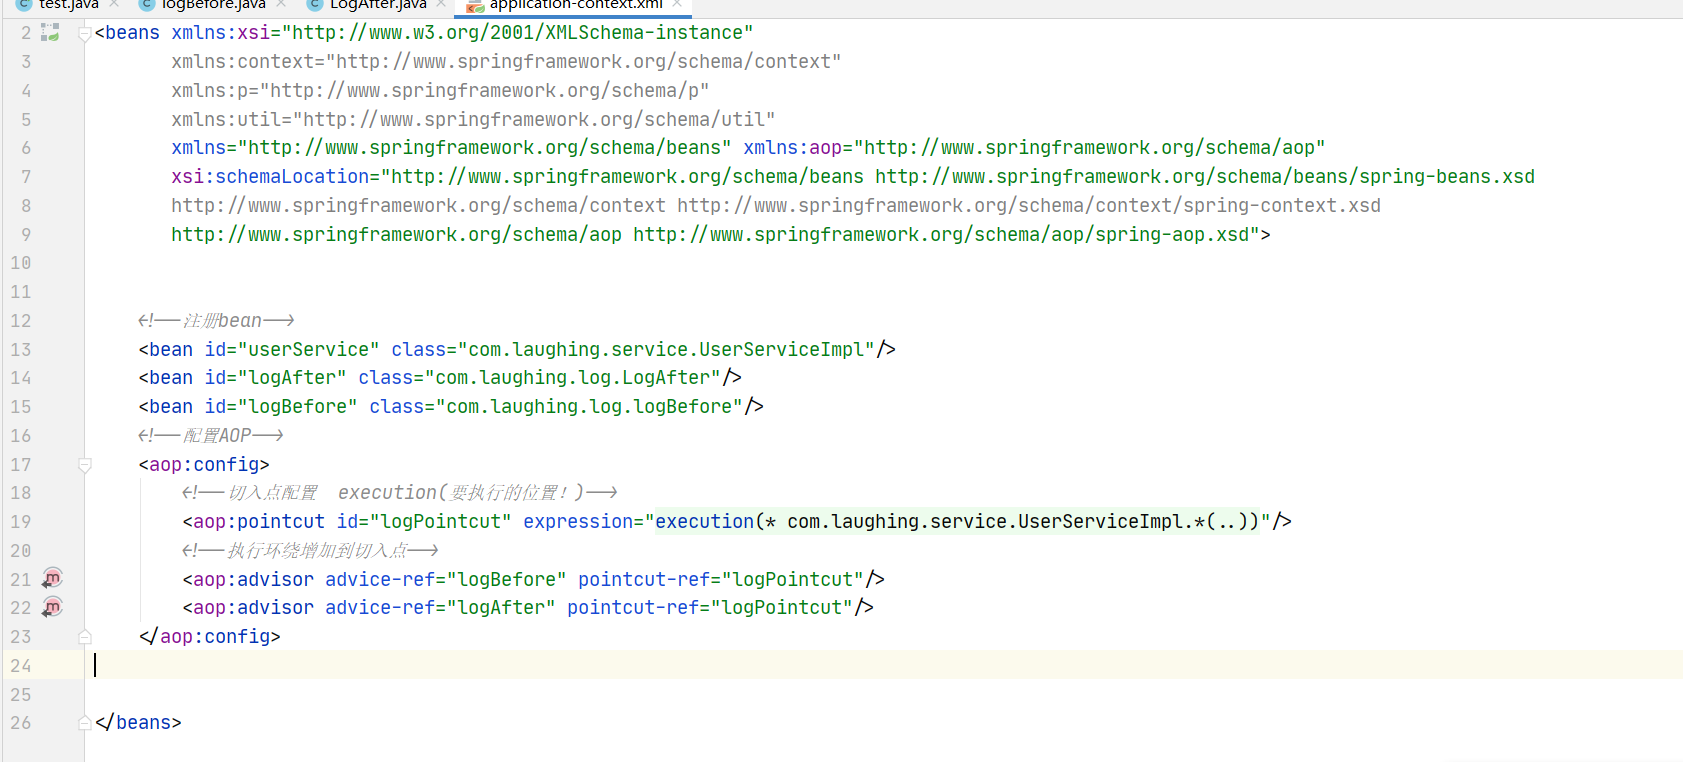 test.java logBefore.java LogAfter.java application-context.xml
2 <beans xmlns:xsi="http://www.w3.org/2001/XMLSchema-instance"
3 xmlns:context="http://www.springframework.org/schema/context"
4 xmlns:p="http://www.springframework.org/schema/p"
5 xmlns:util="http://www.springframework.org/schema/util"
6 xmlns="http://www.springframework.org/schema/beans" xmlns:aop="http://www.springframework.org/schema/aop"
7 xsi:schemaLocation="http://www.springframework.org/schema/beans http://www.springframework.org/schema/beans/spring-beans.xsd
8 http://www.springframework.org/schema/context http://www.springframework.org/schema/context/spring-context.xsd
9 http://www.springframework.org/schema/aop http://www.springframework.org/schema/aop/spring-aop.xsd">
10
11
12 <!--注册bean-->
13 <bean id="userService" class="com.laughing.service.UserServiceImpl"/>
14 <bean id="logAfter" class="com.laughing.log.LogAfter"/>
15 <bean id="logBefore" class="com.laughing.log.logBefore"/>
16 <!--配置AOP-->
17 <aop:config>
18 <!--切入点配置 execution(要执行的位置！)-->
19 <aop:pointcut id="logPointcut" expression="execution(* com.laughing.service.UserServiceImpl.*(..))"/>
20 <!--执行环绕增加到切入点-->
21 <aop:advisor advice-ref="logBefore" pointcut-ref="logPointcut"/>
22 <aop:advisor advice-ref="logAfter" pointcut-ref="logPointcut"/>
23 </aop:config>
24
25
26 </beans>